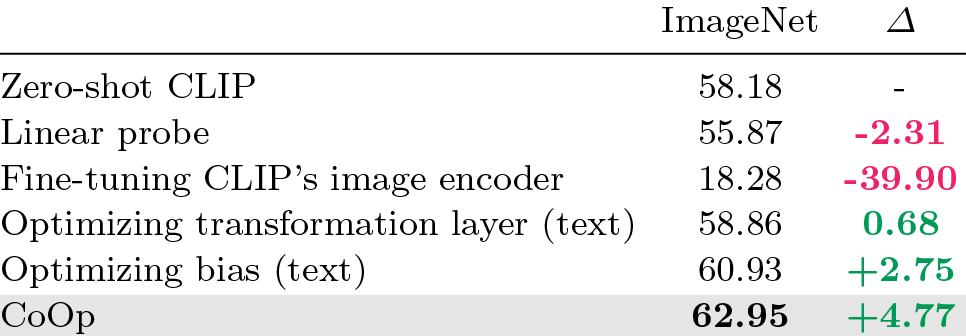 ImageNet Δ
Zero-shot CLIP 58.18 -
Linear probe 55.87 -2.31
Fine-tuning CLIP's image encoder 18.28 -39.90
Optimizing transformation layer (text) 58.86 0.68
Optimizing bias (text) 60.93 +2.75
CoOp 62.95 +4.77